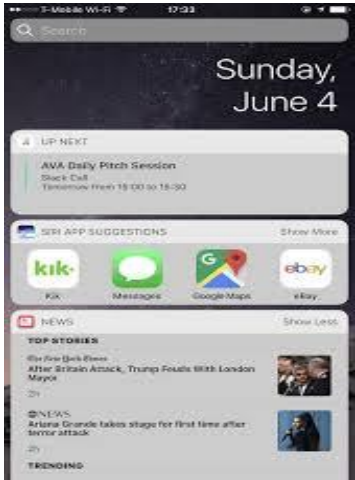 T-Mobile Wi-Fi 17:33
Search
Sunday,
June 4
4 UP NEXT
AVA Daily Pitch Session
Slack Call
Tomorrow from 18:00 to 18:30
SIRI APP SUGGESTIONS Show More
kik·
ebay
Kik Messages Google Maps eBay
NEWS Show Less
TOP STORIES
The New York Times
After Britain Attack, Trump Feuds With London
Mayor
2h
NEWS
Ariana Grande takes stage for first time after
terror attack
2h
TRENDING